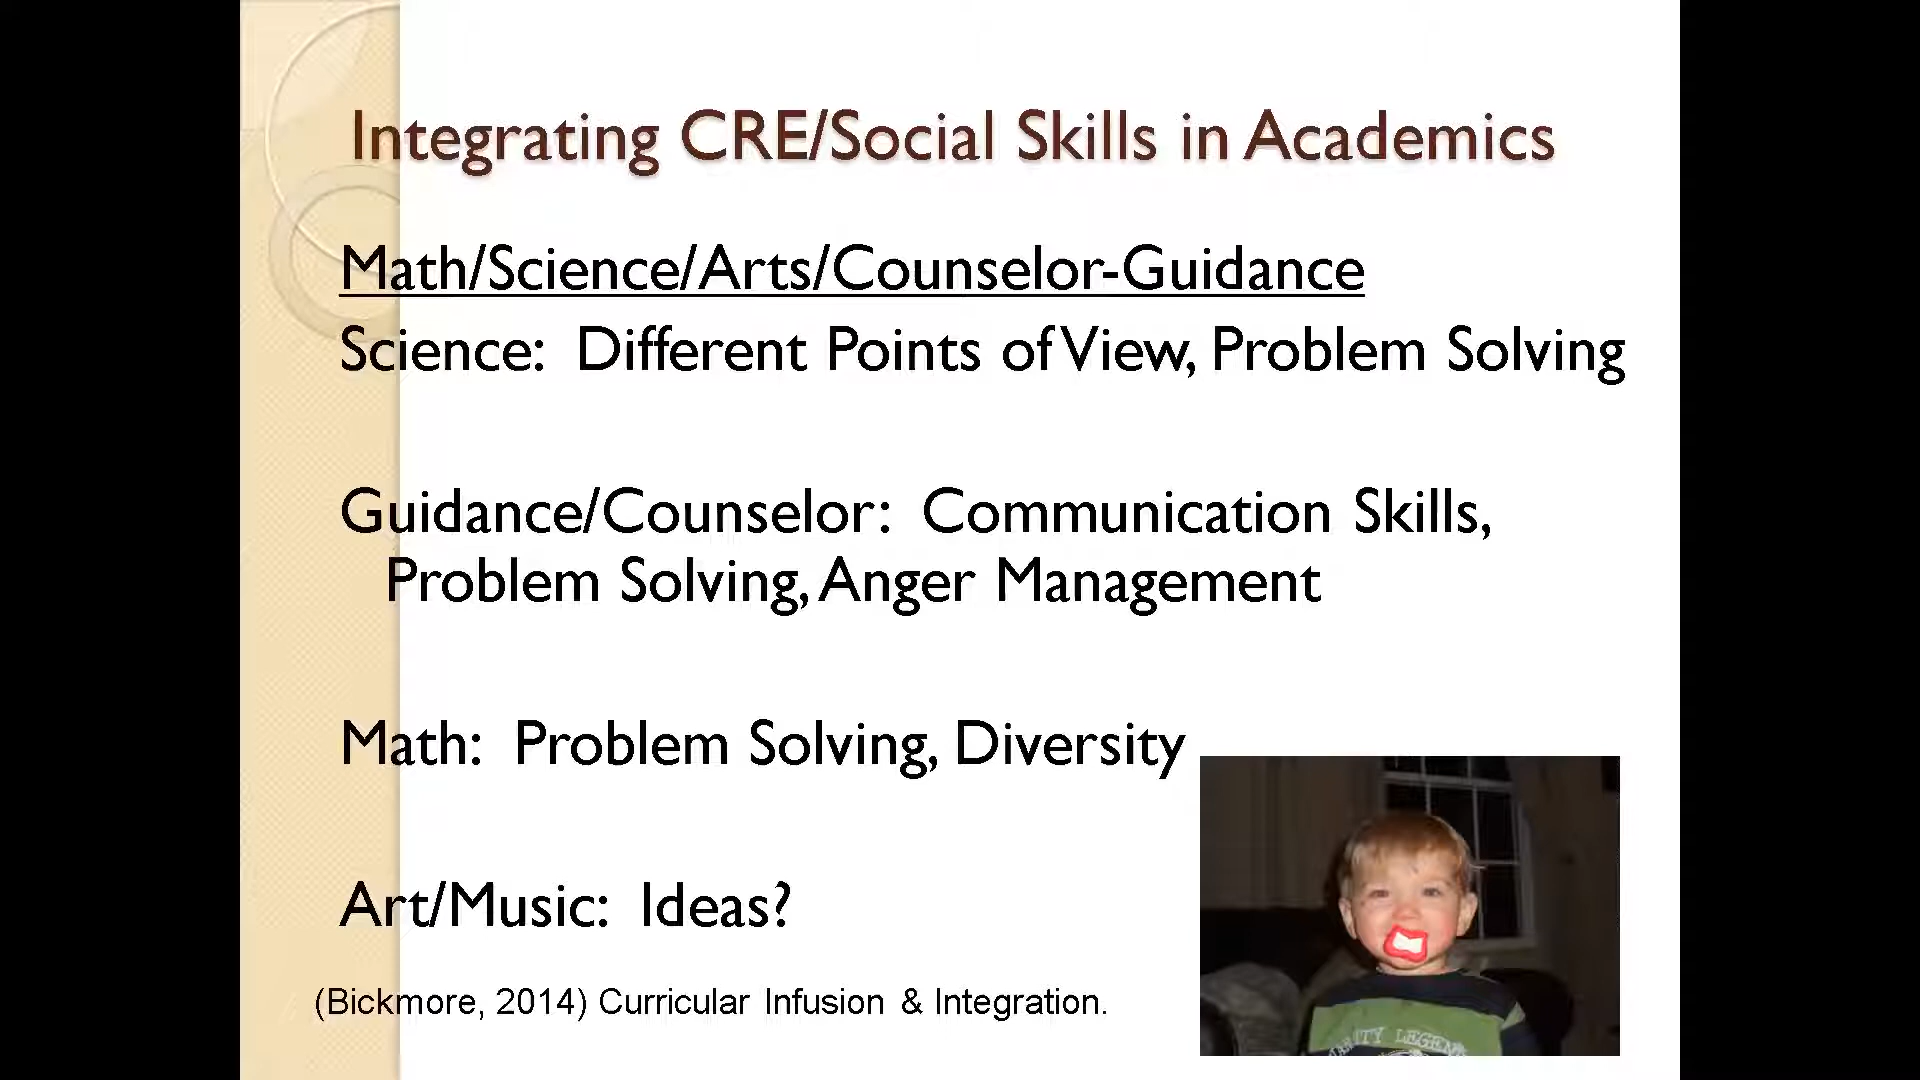 Integrating CRE/Social Skills in Academics
Math/Science/Arts/Counselor-Guidance
Science: Different Points of View, Problem Solving
Guidance/Counselor: Communication Skills,
Problem Solving, Anger Management
Math: Problem Solving, Diversity
Art/Music: Ideas?
(Bickmore, 2014) Curricular Infusion & Integration.